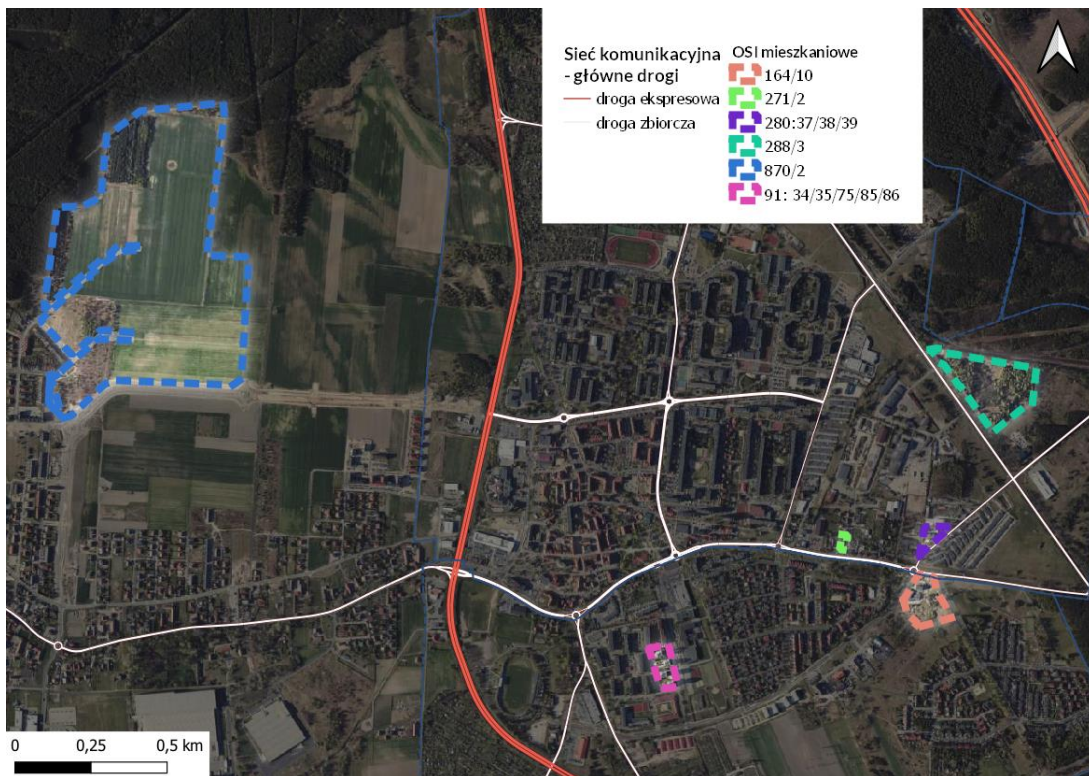 Sieć komunikacyjna
- główne drogi
droga ekspresowa
droga zbiorcza
OSI mieszkaniowe
164/10
271/2
280:37/38/39
288/3
870/2
91: 34/35/75/85/86
0 0,25 0,5 km